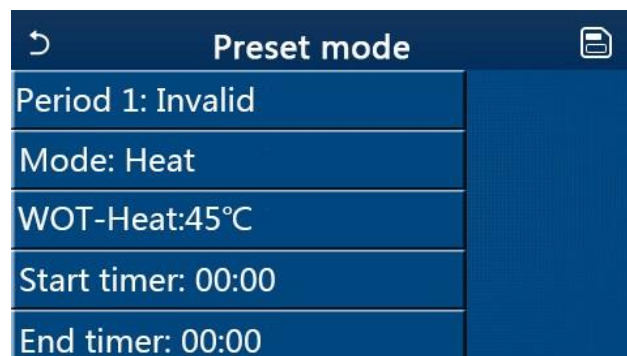 Preset mode
Period 1: Invalid
Mode: Heat
WOT-Heat:45℃
Start timer: 00:00
End timer: 00:00